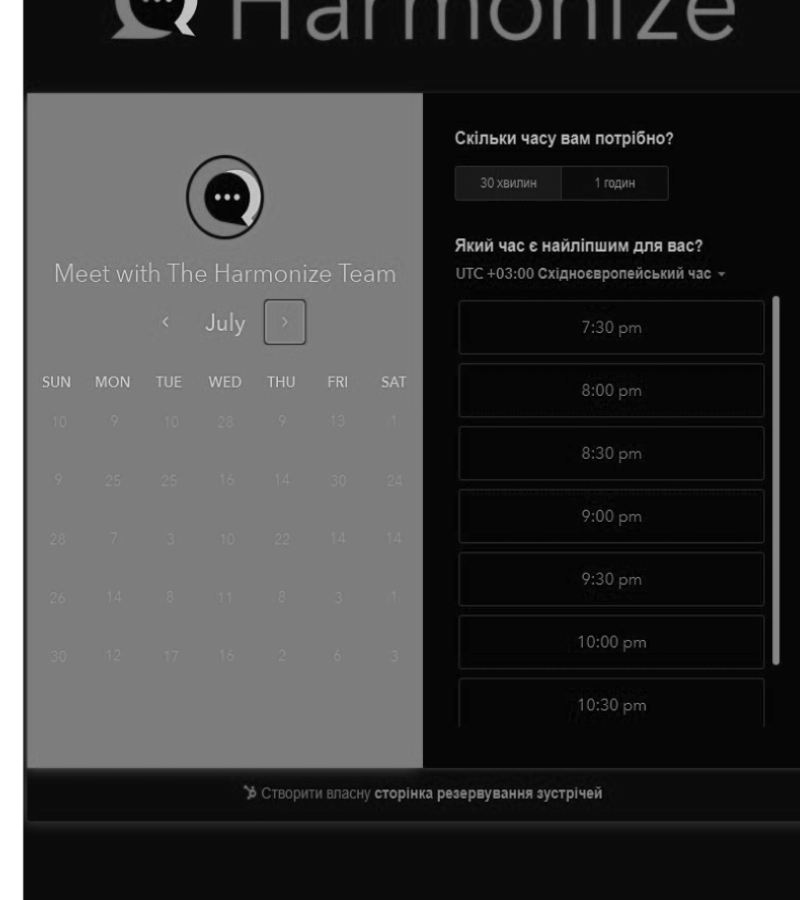 Harmonize
Meet with The Harmonize Team
July
SUN MON TUE WED THU FRI SAT
10 9 10 28 9 13 1
9 25 25 16 14 30 24
28 7 3 10 22 14 14
26 14 8 11 8 3 1
30 12 17 16 2 6 3
Скільки часу вам потрібно?
30 хвилин 1 годин
Який час є найліпшим для вас?
UTC +03:00 Східноєвропейський час
7:30 pm
8:00 pm
8:30 pm
9:00 pm
9:30 pm
10:00 pm
10:30 pm
Створити власну сторінка резервування зустрічей